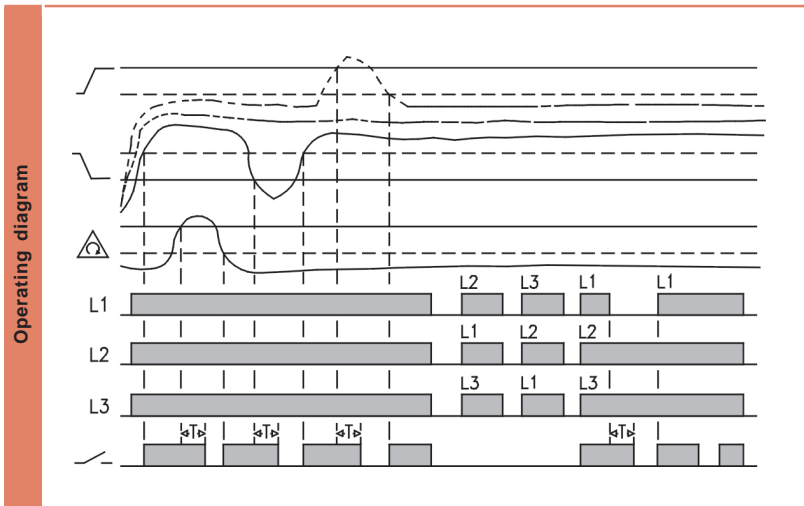 Operating diagram
L1
L2 L3 L1 L1
L2
L1 L2 L2
L3
L3 L1 L3
T T T T